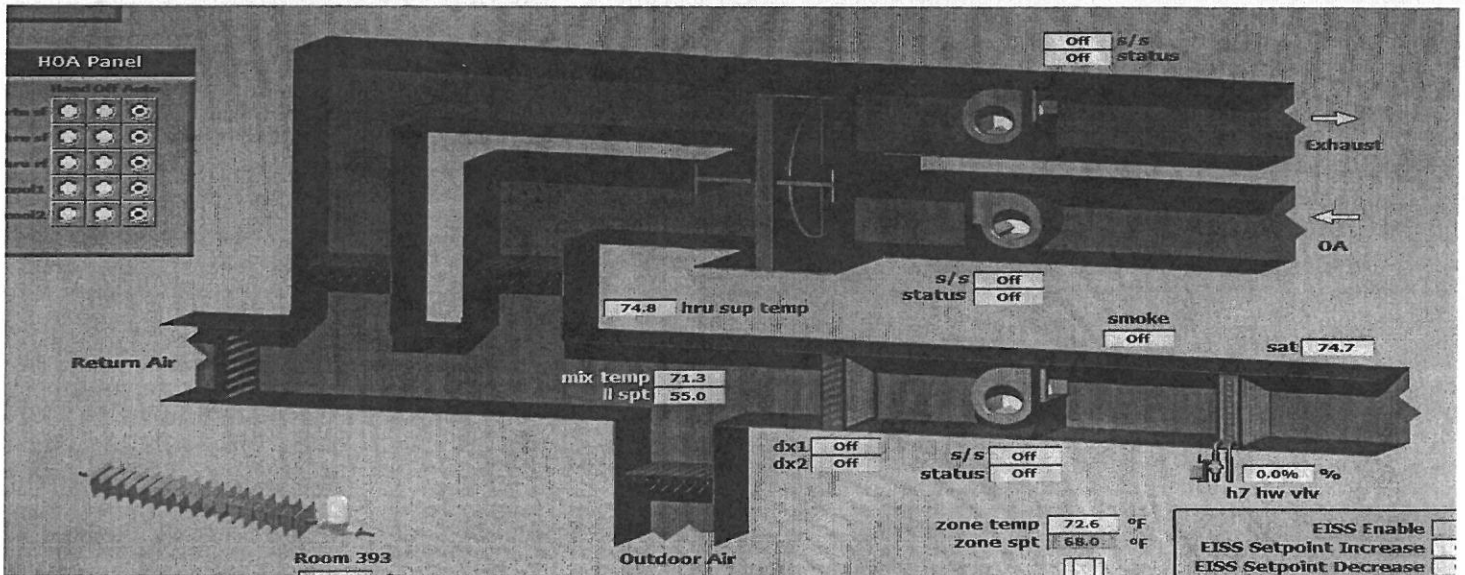 HOA Panel
Hand Off Auto
cool1
cool2
Off s/s
Off status
Exhaust
OA
s/s Off
status Off
74.8 hru sup temp
smoke
Off
sat 74.7
Return Air
mix temp 71.3
ll spt 55.0
dx1 Off
dx2 Off
s/s Off
status Off
0.0% %
h7 hw vlv
zone temp 72.6 °F
zone spt 68.0 °F
EISS Enable
EISS Setpoint Increase
EISS Setpoint Decrease
Room 393
Outdoor Air